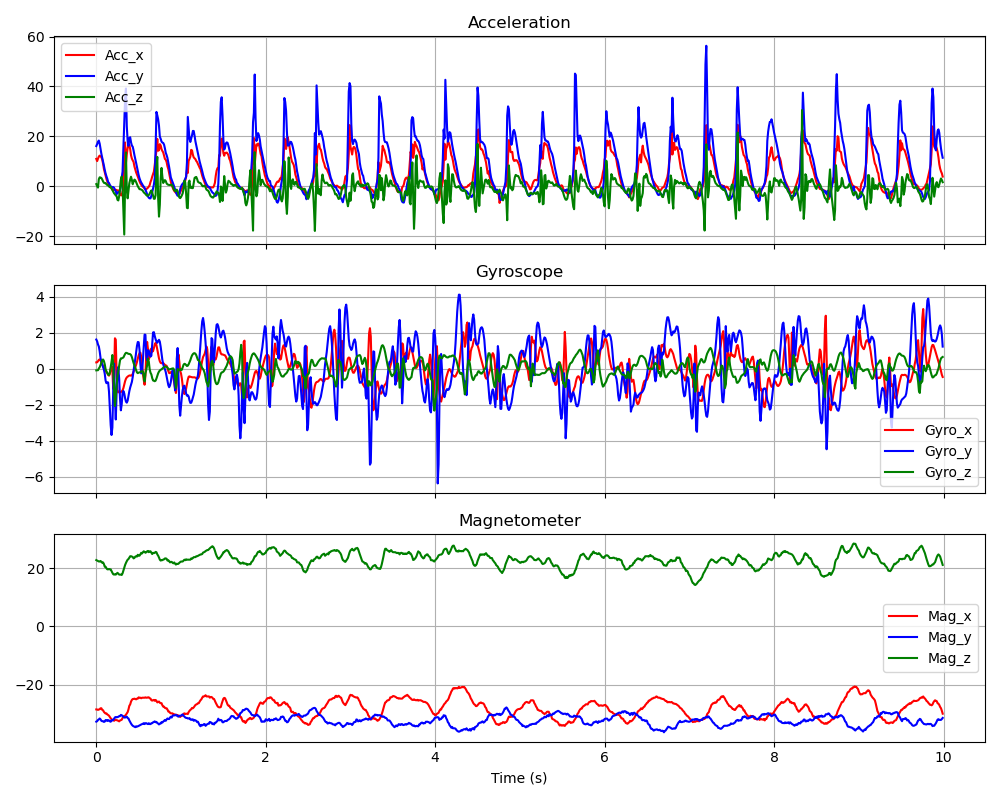 Acceleration
60
40
20
0
−20
Acc_x
Acc_y
Acc_z
Gyroscope
4
2
0
−2
−4
−6
Gyro_x
Gyro_y
Gyro_z
Magnetometer
20
0
−20
Mag_x
Mag_y
Mag_z
0 2 4 6 8 10
Time (s)